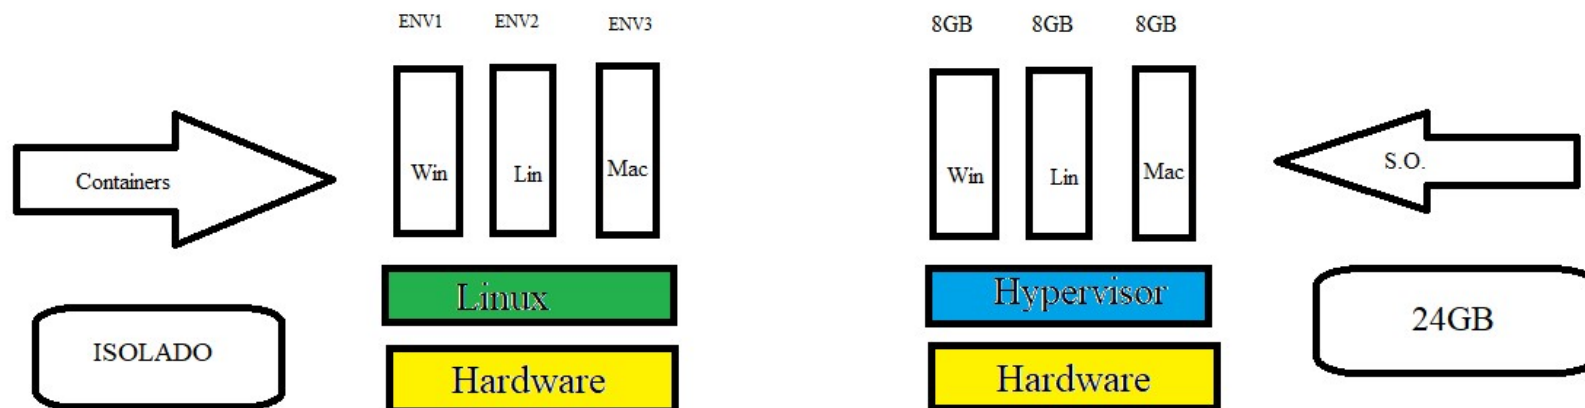 ENV1
ENV2
ENV3
Containers
Win
Lin
Mac
Linux
Hardware
ISOLADO
8GB
8GB
8GB
Win
Lin
Mac
S.O.
Hypervisor
Hardware
24GB